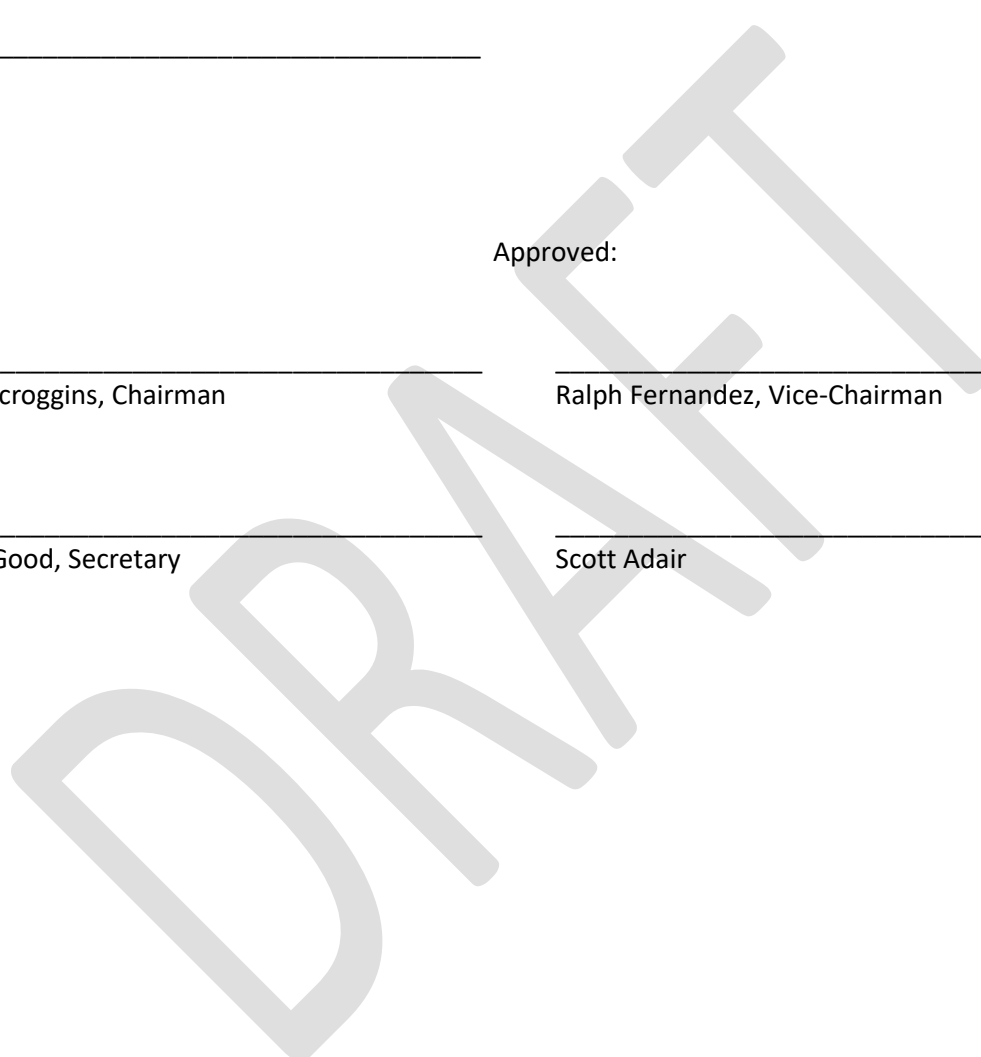 Approved:
croggins, Chairman
Ralph Fernandez, Vice-Chairman
Good, Secretary
Scott Adair
DRAFT